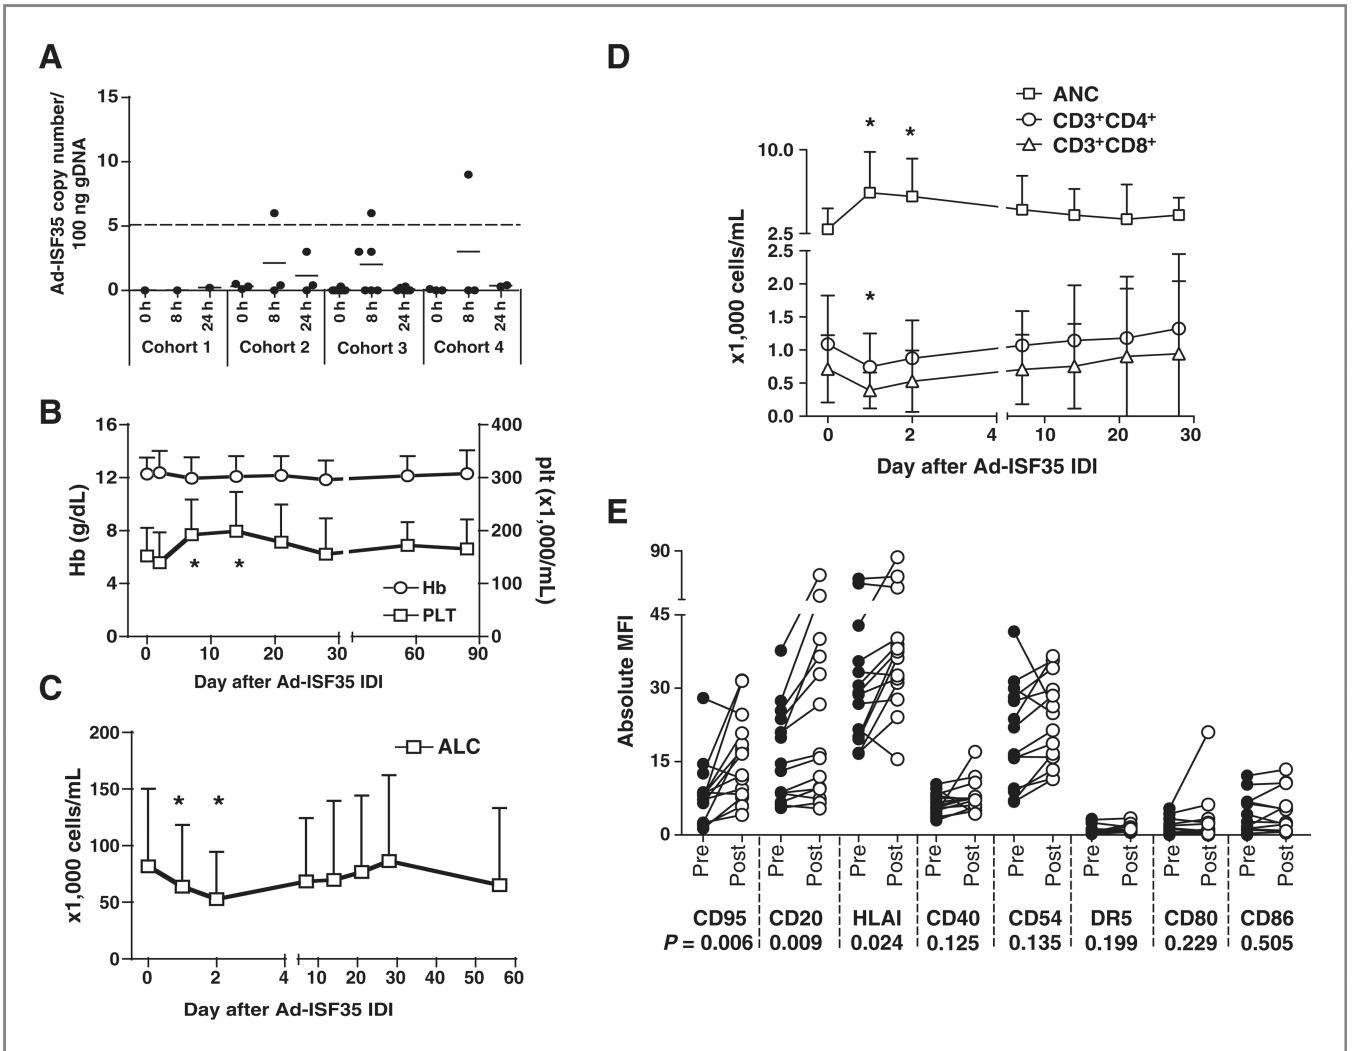 A
Ad-ISF35 copy number/
100 ng gDNA
15
10
5
0
0 h
8 h
24 h
0 h
8 h
24 h
0 h
8 h
24 h
0 h
8 h
24 h
Cohort 1
Cohort 2
Cohort 3
Cohort 4
B
Hb (g/dL)
16
12
8
4
0
400
300
200
100
0
plt (x1,000/mL)
*
*
Hb
PLT
0
10
20
30
60
90
Day after Ad-ISF35 IDI
C
x1,000 cells/mL
200
150
100
50
0
ALC
*
*
0
2
4
10
20
30
40
50
60
Day after Ad-ISF35 IDI
D
ANC
CD3+CD4+
CD3+CD8+
x1,000 cells/mL
10.0
2.5
2.5
2.0
1.5
1.0
0.5
0.0
*
*
*
0
2
4
10
20
30
Day after Ad-ISF35 IDI
E
Absolute MFI
90
45
30
15
0
Pre
Post
Pre
Post
Pre
Post
Pre
Post
Pre
Post
Pre
Post
Pre
Post
Pre
Post
CD95
CD20
HLAI
CD40
CD54
DR5
CD80
CD86
P = 0.006
0.009
0.024
0.125
0.135
0.199
0.229
0.505